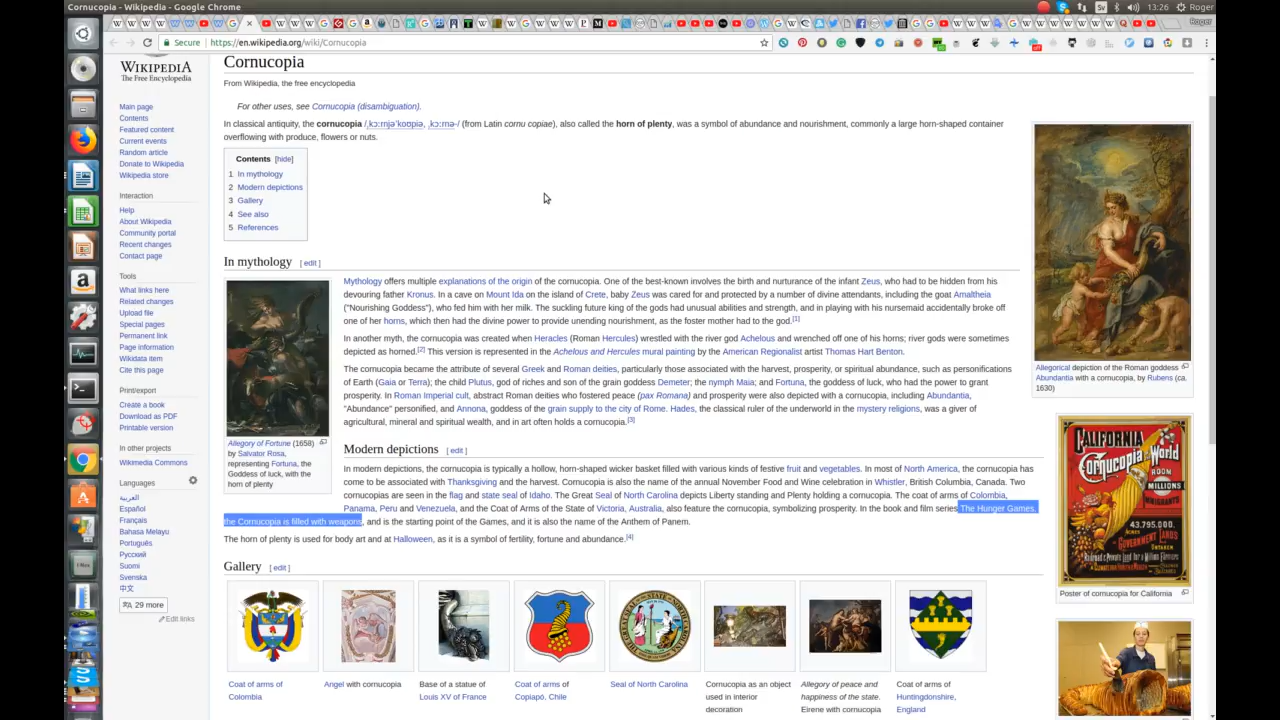 Cornucopia - Wikipedia - Google Chrome
Sv
13:26
Roger
Roger
Secure
https://en.wikipedia.org/wiki/Cornucopia
WIKIPEDIA
The Free Encyclopedia
Main page
Contents
Featured content
Current events
Random article
Donate to Wikipedia
Wikipedia store
Interaction
Help
About Wikipedia
Community portal
Recent changes
Contact page
Tools
What links here
Related changes
Upload file
Special pages
Permanent link
Page information
Wikidata item
Cite this page
Print/export
Create a book
Download as PDF
Printable version
In other projects
Wikimedia Commons
Languages
العربية
Español
Français
Bahasa Melayu
Русский
Suomi
Svenska
中文
29 more
Edit links
Cornucopia
From Wikipedia, the free encyclopedia
For other uses, see Cornucopia (disambiguation).
In classical antiquity, the cornucopia /ˌkɔːrnjəˈkoʊpiə, ˌkɔːrnə-/ (from Latin cornu copiae), also called the horn of plenty, was a symbol of abundance and nourishment, commonly a large horn-shaped container
overflowing with produce, flowers or nuts.
Contents [hide]
1 In mythology
2 Modern depictions
3 Gallery
4 See also
5 References
In mythology [ edit ]
Mythology offers multiple explanations of the origin of the cornucopia. One of the best-known involves the birth and nurturance of the infant Zeus, who had to be hidden from his
devouring father Kronus. In a cave on Mount Ida on the island of Crete, baby Zeus was cared for and protected by a number of divine attendants, including the goat Amaltheia
("Nourishing Goddess"), who fed him with her milk. The suckling future king of the gods had unusual abilities and strength, and in playing with his nursemaid accidentally broke off
one of her horns, which then had the divine power to provide unending nourishment, as the foster mother had to the god.[1]
In another myth, the cornucopia was created when Heracles (Roman Hercules) wrestled with the river god Achelous and wrenched off one of his horns; river gods were sometimes
depicted as horned.[2] This version is represented in the Achelous and Hercules mural painting by the American Regionalist artist Thomas Hart Benton.
The cornucopia became the attribute of several Greek and Roman deities, particularly those associated with the harvest, prosperity, or spiritual abundance, such as personifications
of Earth (Gaia or Terra); the child Plutus, god of riches and son of the grain goddess Demeter; the nymph Maia; and Fortuna, the goddess of luck, who had the power to grant
prosperity. In Roman Imperial cult, abstract Roman deities who fostered peace (pax Romana) and prosperity were also depicted with a cornucopia, including Abundantia,
"Abundance" personified, and Annona, goddess of the grain supply to the city of Rome. Hades, the classical ruler of the underworld in the mystery religions, was a giver of
agricultural, mineral and spiritual wealth, and in art often holds a cornucopia.[3]
Allegory of Fortune (1658)
by Salvator Rosa,
representing Fortuna, the
Goddess of luck, with the
horn of plenty
Modern depictions [ edit ]
In modern depictions, the cornucopia is typically a hollow, horn-shaped wicker basket filled with various kinds of festive fruit and vegetables. In most of North America, the cornucopia has
come to be associated with Thanksgiving and the harvest. Cornucopia is also the name of the annual November Food and Wine celebration in Whistler, British Columbia, Canada. Two
cornucopias are seen in the flag and state seal of Idaho. The Great Seal of North Carolina depicts Liberty standing and Plenty holding a cornucopia. The coat of arms of Colombia,
Panama, Peru and Venezuela, and the Coat of Arms of the State of Victoria, Australia, also feature the cornucopia, symbolizing prosperity. In the book and film series The Hunger Games,
the Cornucopia is filled with weapons, and is the starting point of the Games, and it is also the name of the Anthem of Panem.
The horn of plenty is used for body art and at Halloween, as it is a symbol of fertility, fortune and abundance.[4]
Gallery [ edit ]
Coat of arms of
Colombia
Angel with cornucopia
Base of a statue of
Louis XV of France
Coat of arms of
Copiapó, Chile
Seal of North Carolina
Cornucopia as an object
used in interior
decoration
Allegory of peace and
happiness of the state.
Eirene with cornucopia
Coat of arms of
Huntingdonshire,
England
Allegorical depiction of the Roman goddess
Abundantia with a cornucopia, by Rubens (ca.
1630)
CALIFORNIA
Cornucopia
of the
World
ROOM
FOR
MILLIONS
IMMIGRANTS
43,795,000
ACRES
GOVERNMENT
LANDS
UNTAKEN
Poster of cornucopia for California